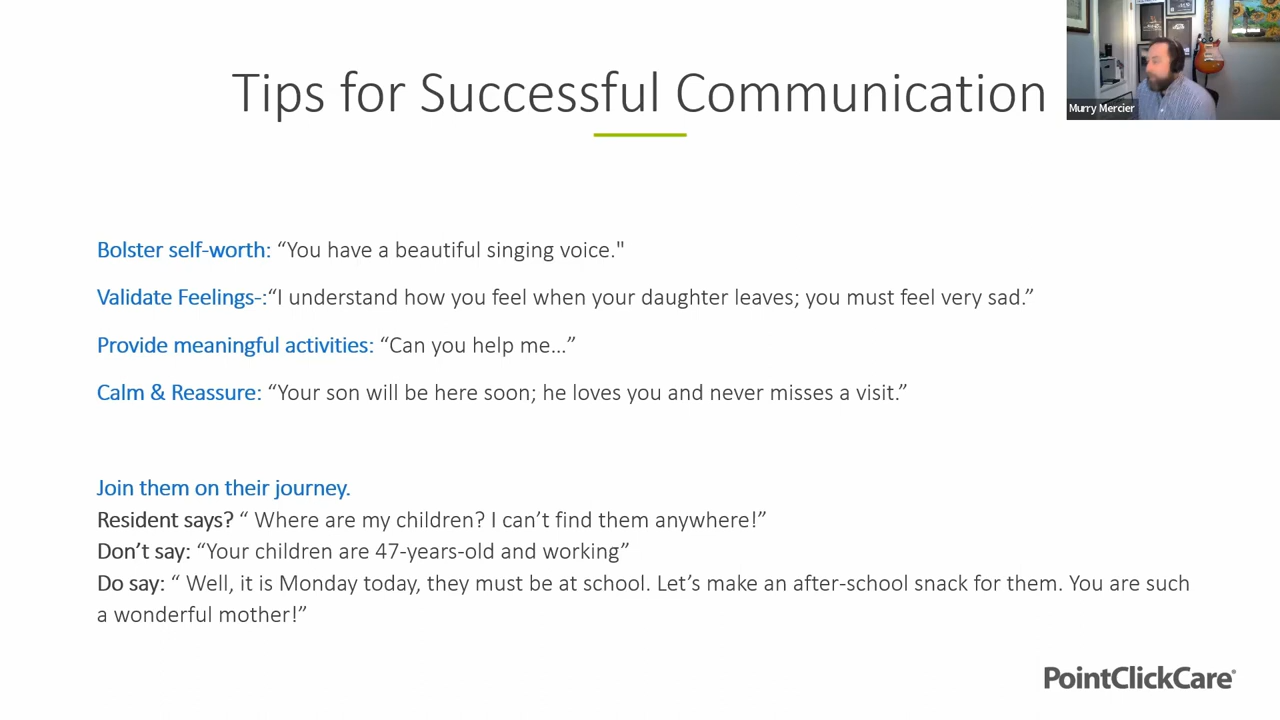 Tips for Successful Communication
Murry Mercier
Bolster self-worth: “You have a beautiful singing voice."
Validate Feelings-:“I understand how you feel when your daughter leaves; you must feel very sad.”
Provide meaningful activities: “Can you help me...”
Calm & Reassure: “Your son will be here soon; he loves you and never misses a visit.”
Join them on their journey.
Resident says? “ Where are my children? I can’t find them anywhere!”
Don’t say: “Your children are 47-years-old and working”
Do say: “ Well, it is Monday today, they must be at school. Let’s make an after-school snack for them. You are such
a wonderful mother!”
PointClickCare®